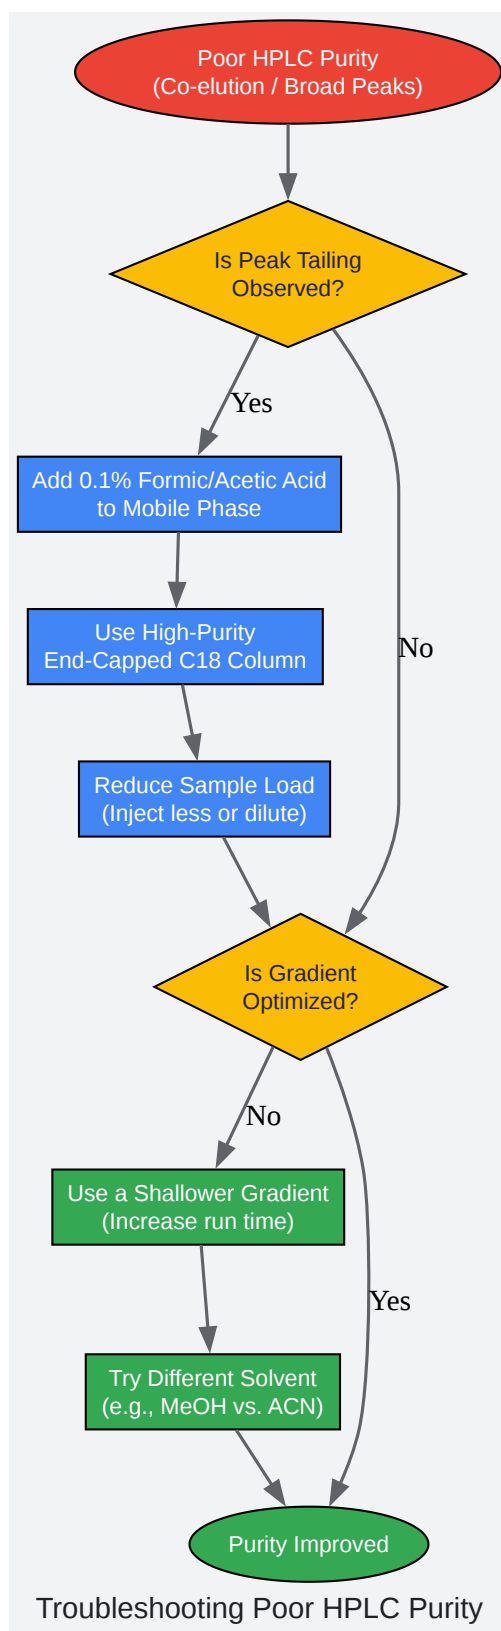 Poor HPLC Purity
(Co-elution / Broad Peaks)
Is Peak Tailing
Observed?
Yes
Add 0.1% Formic/Acetic Acid
to Mobile Phase
Use High-Purity
End-Capped C18 Column
No
Reduce Sample Load
(Inject less or dilute)
Is Gradient
Optimized?
No
Use a Shallower Gradient
(Increase run time)
Yes
Try Different Solvent
(e.g., MeOH vs. ACN)
Purity Improved
Troubleshooting Poor HPLC Purity